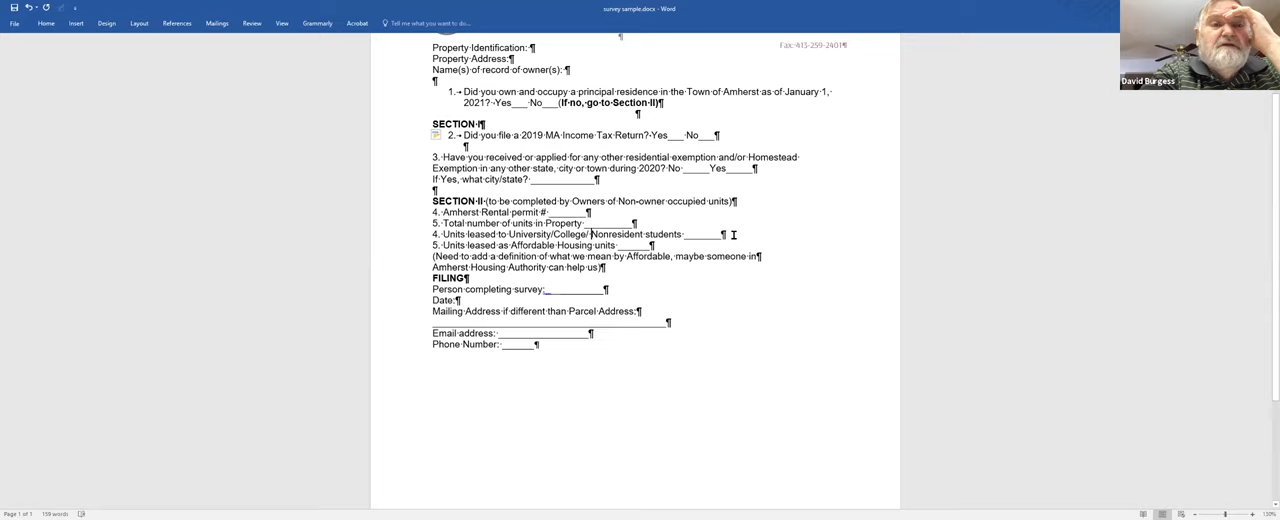 survey sample.docx - Word
File Home Insert Design Layout References Mailings Review View Grammarly Acrobat Tell me what you want to do...
Fax: 413-259-2401¶
Property·Identification:·¶
Property·Address:¶
Name(s)·of·record·of·owner(s):·¶
¶
1.→Did·you·own·and·occupy·a·principal·residence·in·the·Town·of·Amherst·as·of·January·1,·
2021?·-Yes___·No___(If·no,·go·to·Section·II)¶
¶
SECTION·I¶
2.→Did·you·file·a·2019·MA·Income·Tax·Return?·Yes___·No___¶
¶
3.·Have·you·received·or·applied·for·any·other·residential·exemption·and/or·Homestead·
Exemption·in·any·other·state,·city·or·town·during·2020?·No·_____Yes_____¶
If·Yes,·what·city/state?·____________¶
¶
SECTION·II·(to·be·completed·by·Owners·of·Non-owner·occupied·units)¶
4.·Amherst·Rental·permit·#·_______¶
5.·Total·number·of·units·in·Property·_________¶
4.·Units·leased·to·University/College/·Nonresident·students·_______¶
5.·Units·leased·as·Affordable·Housing·units·______¶
(Need·to·add·a·definition·of·what·we·mean·by·Affordable,·maybe·someone·in¶
Amherst·Housing·Authority·can·help·us)¶
FILING¶
Person·completing·survey:___________¶
Date:¶
Mailing·Address·if·different·than·Parcel·Address:¶
____________________________________________¶
Email·address:·_________________¶
Phone·Number:·______¶
David Burgess
Page 1 of 1 159 words
130%